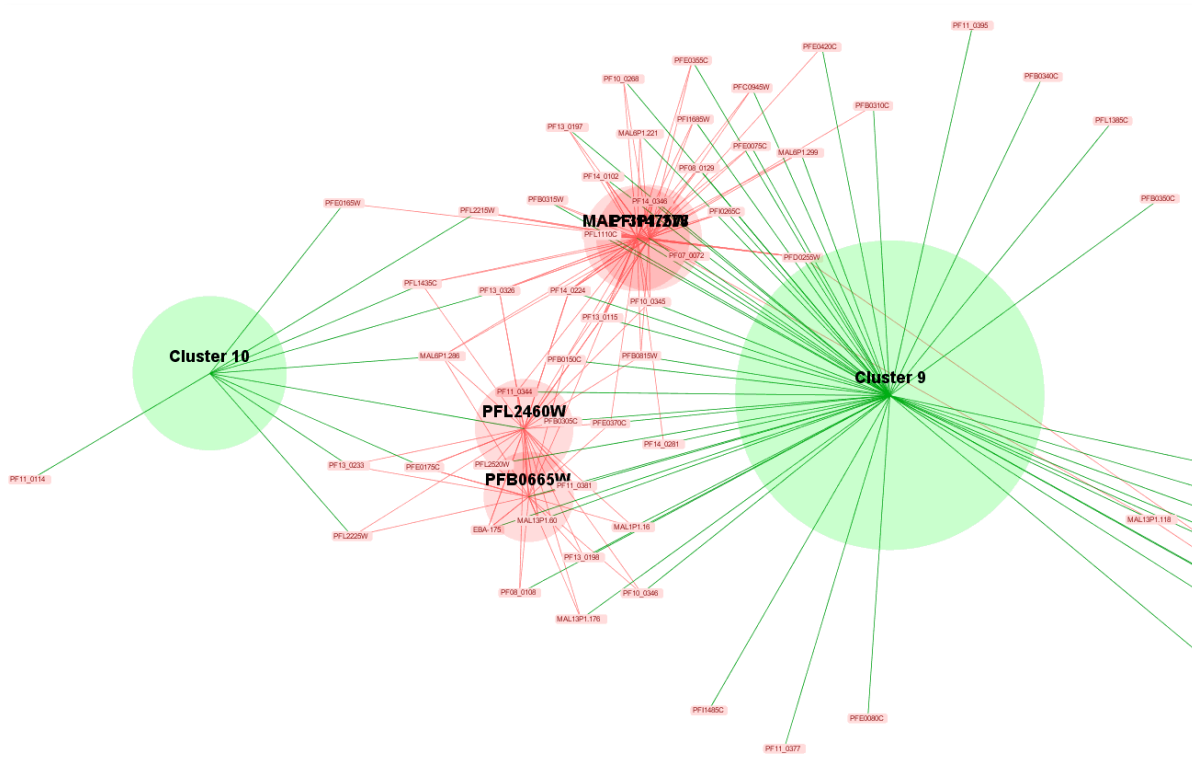 PF11_0395
PFE0420C
PFE0355C
PF10_0268
PFB0340C
PFC0945W
PFB0310C
PFI1685W
PFL1385C
PF13_0197
MAL6P1.221
PFE0075C
MAL6P1.299
PF08_0129
PF14_0102
PFE0165W
PFB0315W
PF14_0346
PFB0350C
PFL2215W
PFI0265C
PFL1110C
PF07_0072
PFD0255W
PFL1435C
PF13_0326
PF14_0224
PF10_0345
PF13_0115
Cluster 10
MAL6P1.286
PFB0150C
PFB0815W
Cluster 9
PF11_0344
PFL2460W
PFB0305C
PFE0370C
PF14_0281
PF13_0233
PFE0175C
PFL2520W
PF11_0114
PFB0665W
PF11_0381
MAL13P1.60
MAL13P1.118
EBA-175
MAL1P1.16
PFL2225W
PF13_0198
PF08_0108
PF10_0346
MAL13P1.176
PFI1485C
PFE0080C
PF11_0377